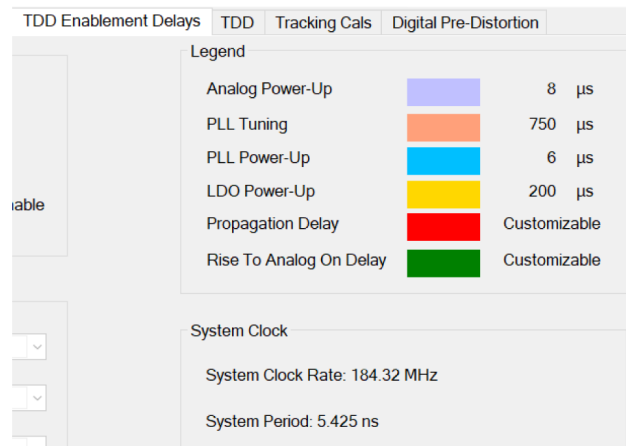 TDD Enablement Delays TDD Tracking Cals Digital Pre-Distortion
Legend
Analog Power-Up 8 µs
PLL Tuning 750 µs
PLL Power-Up 6 µs
LDO Power-Up 200 µs
Propagation Delay Customizable
Rise To Analog On Delay Customizable
System Clock
System Clock Rate: 184.32 MHz
System Period: 5.425 ns